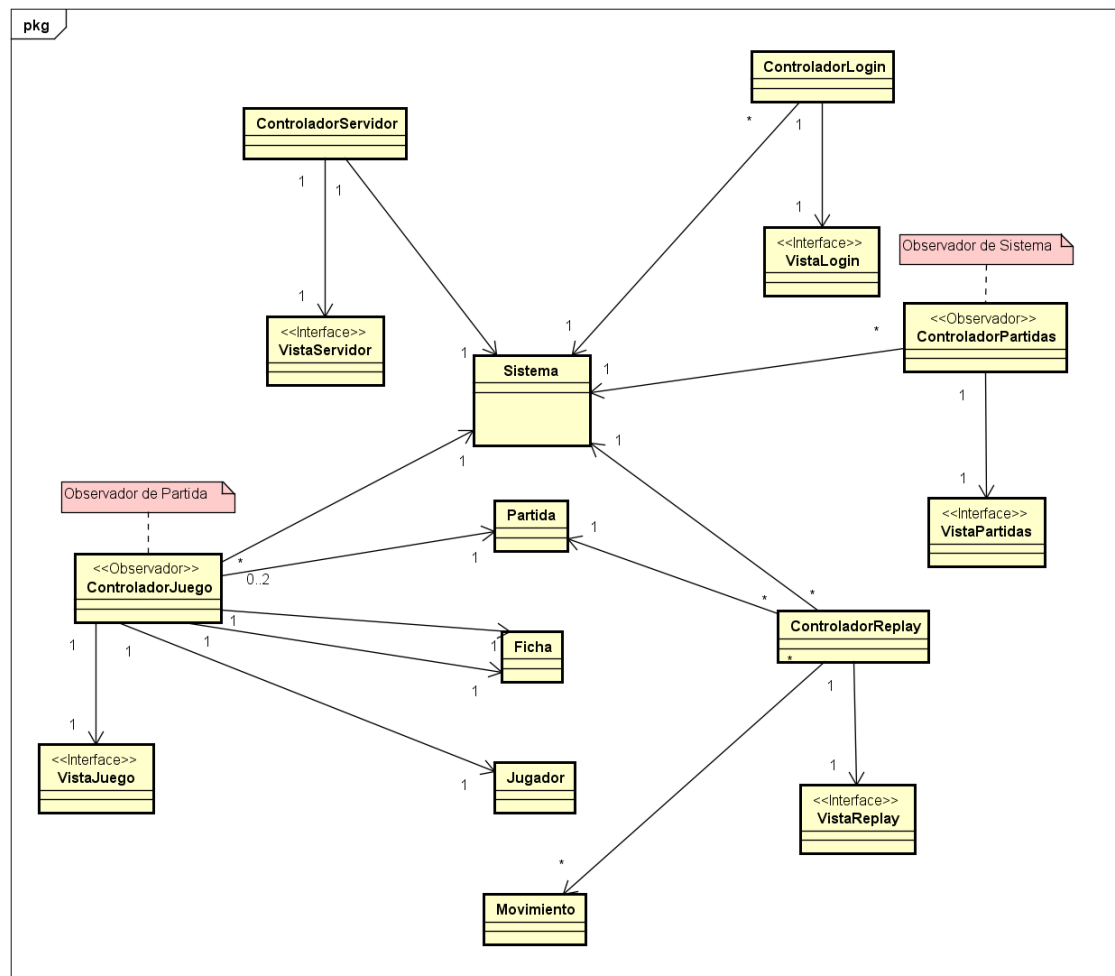 pkg
ControladorLogin
*
1
ControladorServidor
1
1
1
<<Interface>>
VistaLogin
Observador de Sistema
<<Observador>>
ControladorPartidas
1
<<Interface>>
VistaServidor
1
*
1
1
Sistema
1
1
1
1
<<Interface>>
VistaPartidas
Observador de Partida
Partida
1
1
<<Observador>>
ControladorJuego
*
0..2
*
*
ControladorReplay
*
1
1
1
1
1
Ficha
1
1
1
<<Interface>>
VistaJuego
Jugador
1
1
<<Interface>>
VistaReplay
*
Movimiento